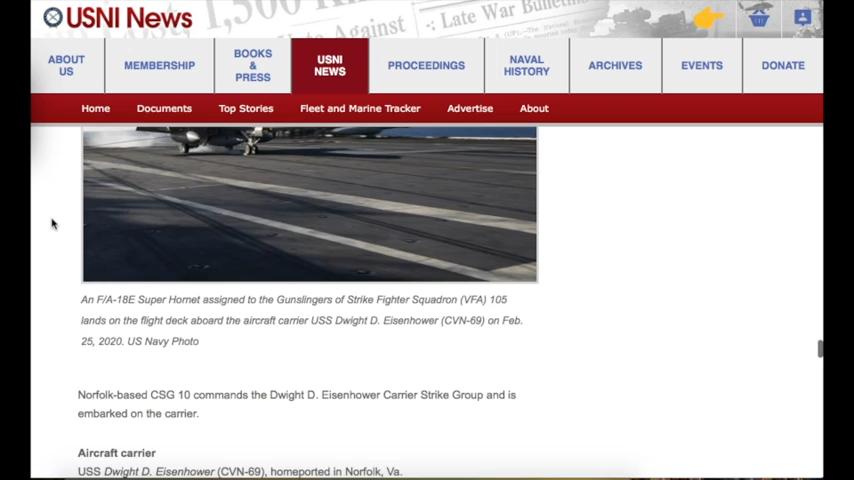 1,500
Against
Late War Bulletins
USNI News
ABOUT US
MEMBERSHIP
BOOKS & PRESS
USNI NEWS
PROCEEDINGS
NAVAL HISTORY
ARCHIVES
EVENTS
DONATE
Home
Documents
Top Stories
Fleet and Marine Tracker
Advertise
About
An F/A-18E Super Hornet assigned to the Gunslingers of Strike Fighter Squadron (VFA) 105
lands on the flight deck aboard the aircraft carrier USS Dwight D. Eisenhower (CVN-69) on Feb.
25, 2020. US Navy Photo
Norfolk-based CSG 10 commands the Dwight D. Eisenhower Carrier Strike Group and is
embarked on the carrier.
Aircraft carrier
USS Dwight D. Eisenhower (CVN-69), homeported in Norfolk, Va.